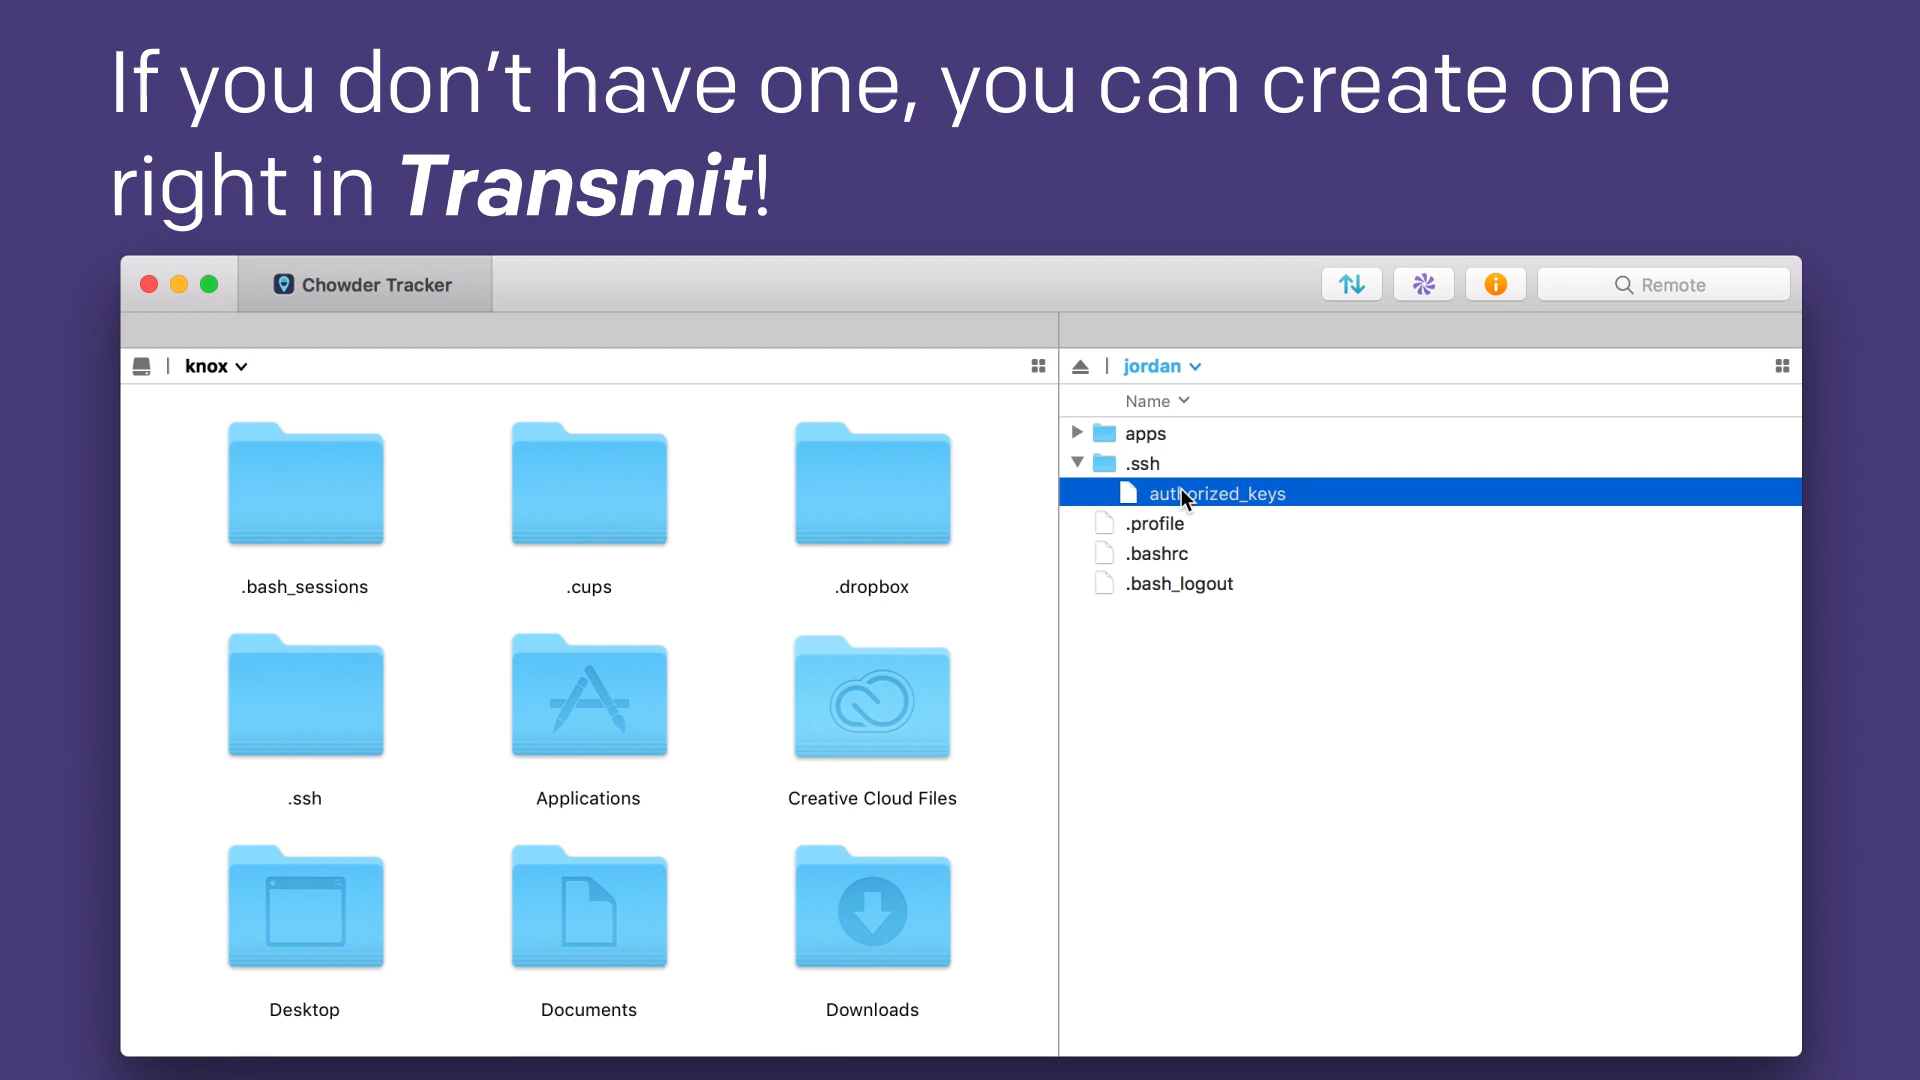 If you don’t have one, you can create one
right in Transmit!
Chowder Tracker
Remote
knox
jordan
Name
.bash_sessions
.cups
.dropbox
.ssh
Applications
Creative Cloud Files
Desktop
Documents
Downloads
apps
.ssh
authorized_keys
.profile
.bashrc
.bash_logout